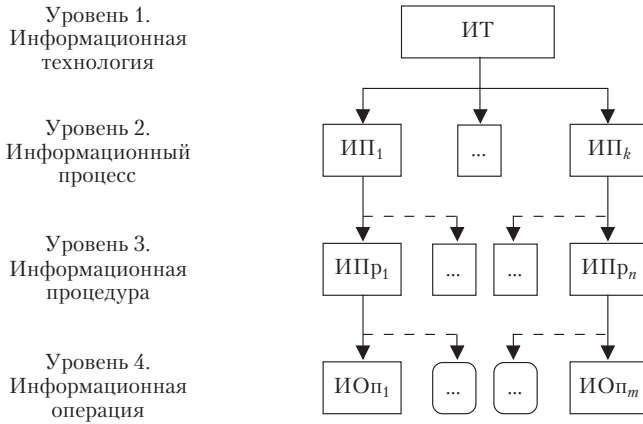 Уровень 1.
Информационная
технология
ИТ
Уровень 2.
Информационный
процесс
ИП₁
...
ИПₖ
Уровень 3.
Информационная
процедура
ИПр₁
...
...
ИПрₙ
Уровень 4.
Информационная
операция
ИОп₁
...
...
ИОпₘ